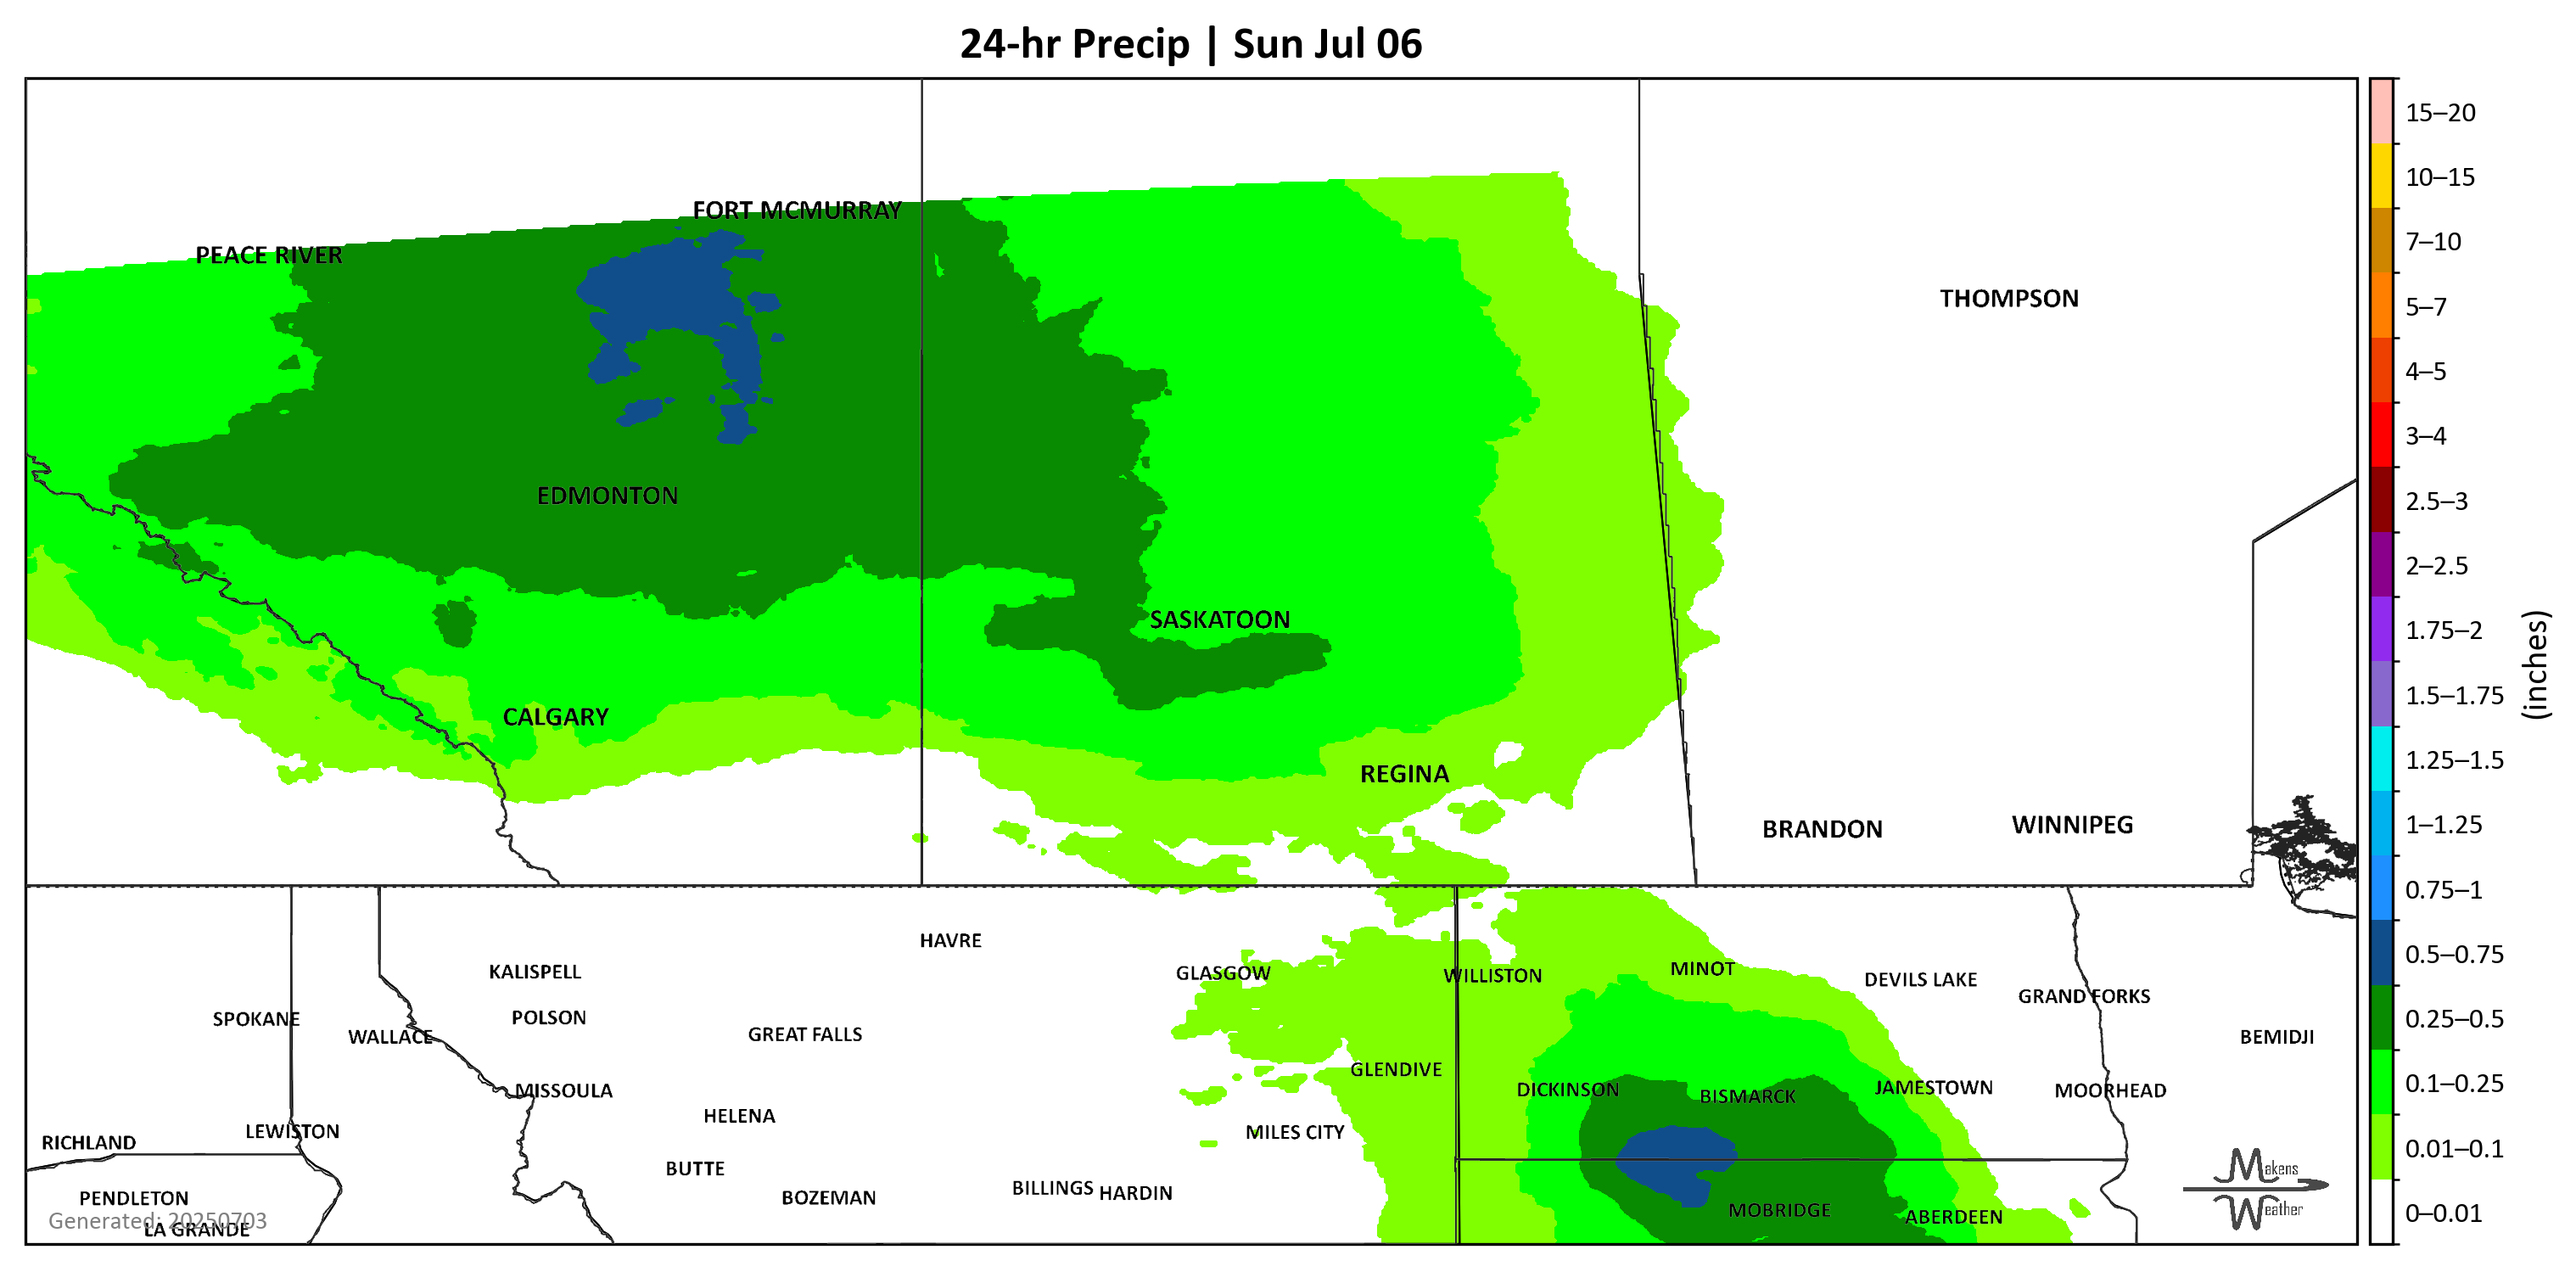 24-hr Precip | Sun Jul 06
FORT MCMURRAY
PEACE RIVER
THOMPSON
EDMONTON
SASKATOON
CALGARY
REGINA
BRANDON
WINNIPEG
HAVRE
KALISPELL
GLASGOW
WILLISTON
MINOT
DEVILS LAKE
GRAND FORKS
SPOKANE
WALLACE
POLSON
GREAT FALLS
BEMIDJI
GLENDIVE
MISSOULA
DICKINSON
BISMARCK
JAMESTOWN
MOORHEAD
HELENA
RICHLAND
LEWISTON
MILES CITY
BUTTE
PENDLETON
BOZEMAN
BILLINGS
HARDIN
MOBRIDGE
ABERDEEN
Generated: 20250703
LA GRANDE
Makens
Weather
15–20
10–15
7–10
5–7
4–5
3–4
2.5–3
2–2.5
1.75–2
1.5–1.75
1.25–1.5
1–1.25
0.75–1
0.5–0.75
0.25–0.5
0.1–0.25
0.01–0.1
0–0.01
(inches)